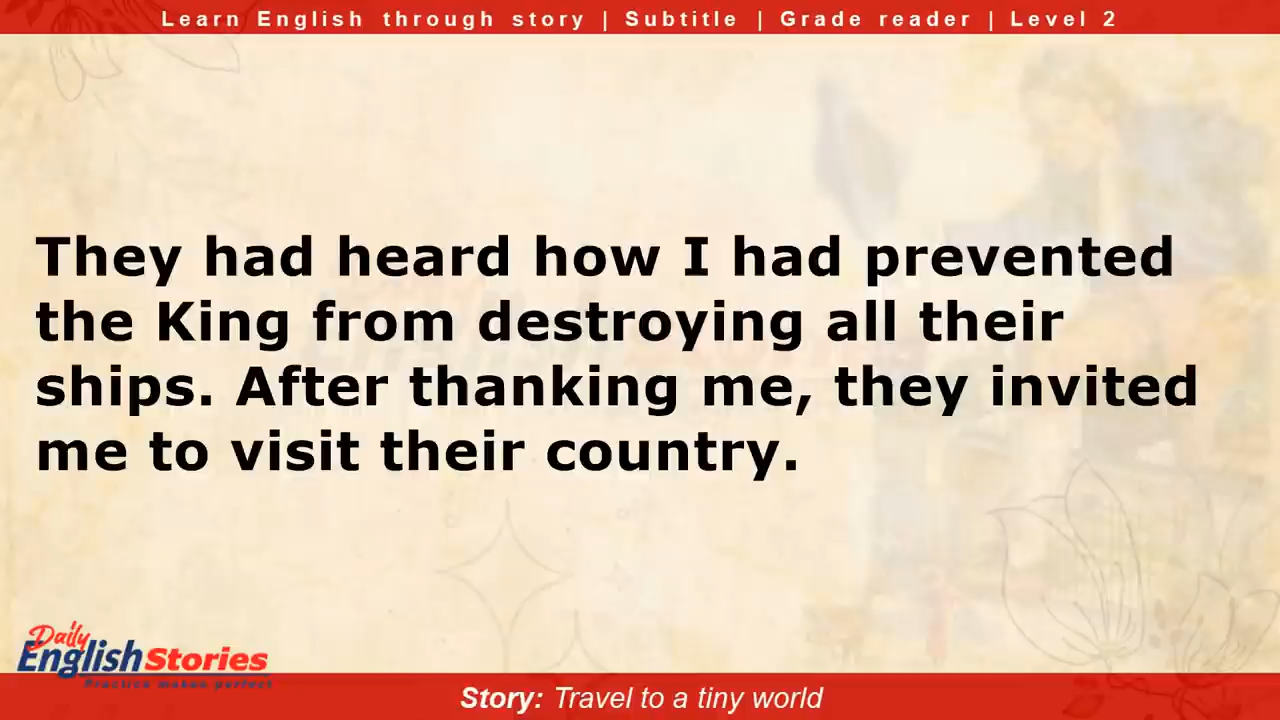 Learn English through story | Subtitle | Grade reader | Level 2
They had heard how I had prevented
the King from destroying all their
ships. After thanking me, they invited
me to visit their country.
Daily
English Stories
Practice makes perfect
Story: Travel to a tiny world